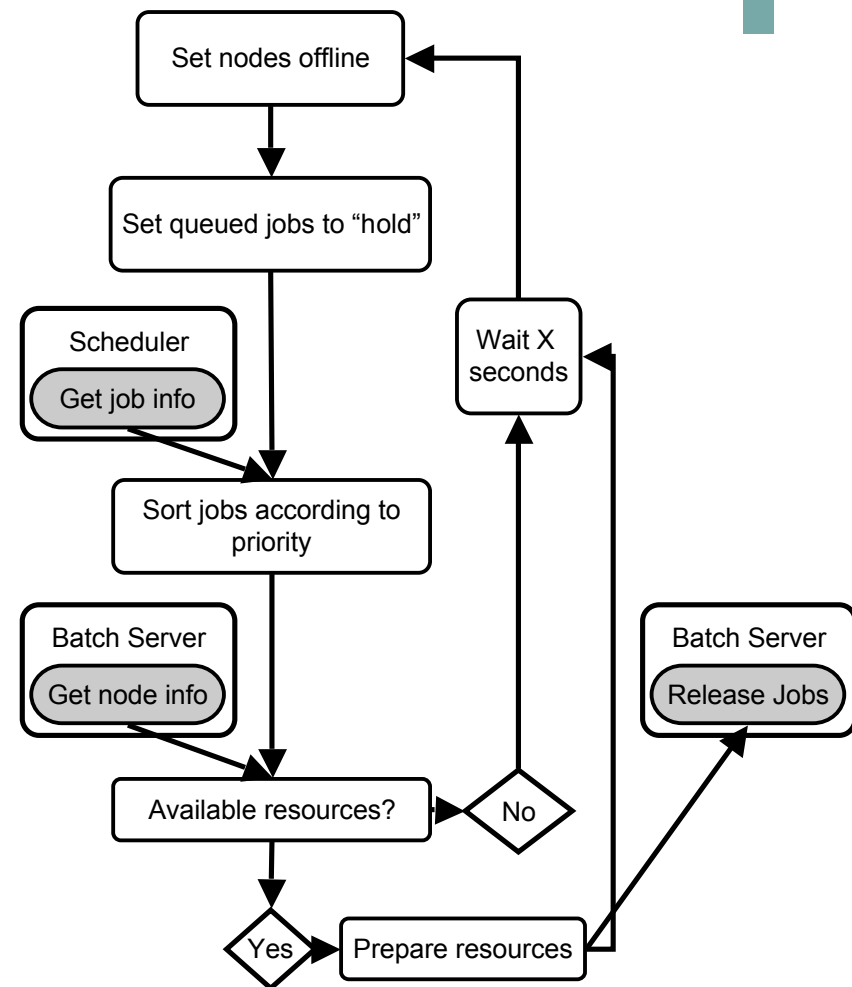 Set nodes offline
Set queued jobs to “hold”
Scheduler
Get job info
Wait X
seconds
Sort jobs according to
priority
Batch Server
Get node info
Batch Server
Release Jobs
Available resources?
No
Yes
Prepare resources